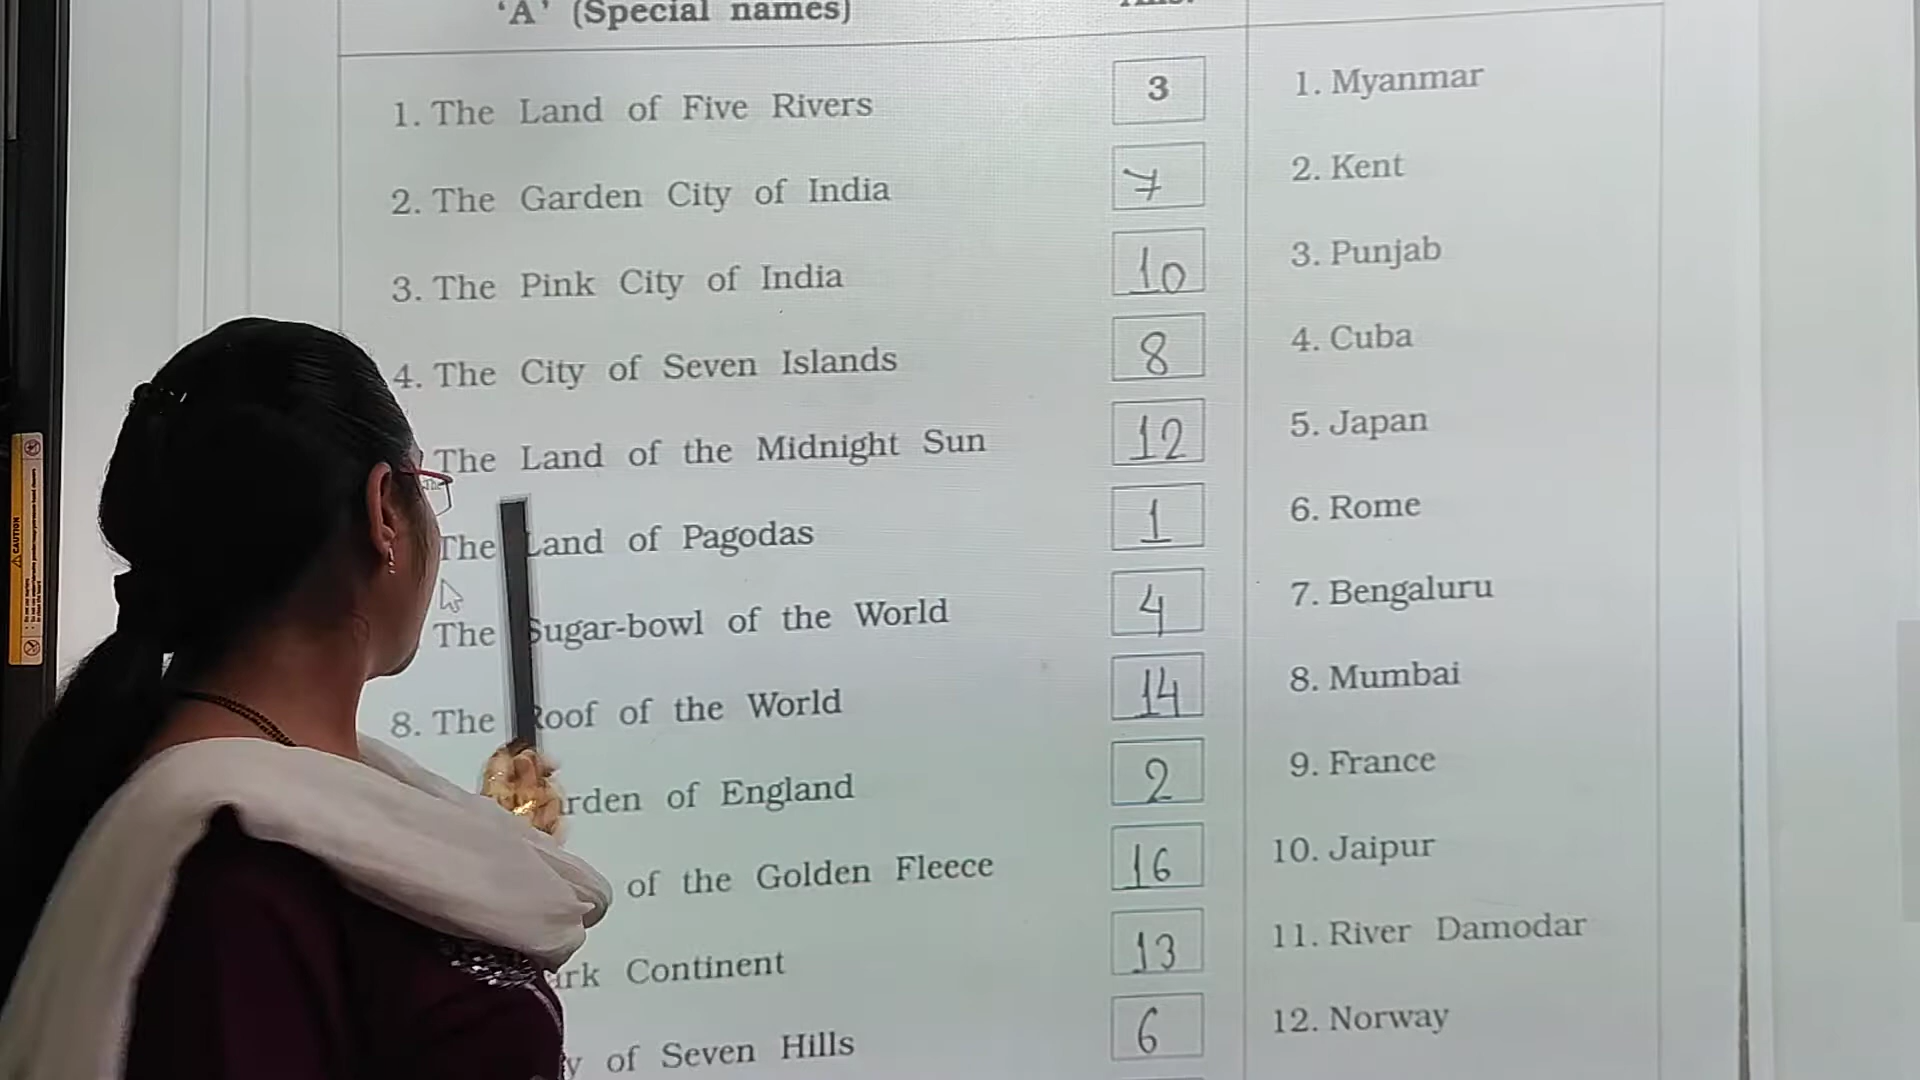 'A' (Special names)
1. The Land of Five Rivers 3 1. Myanmar
2. The Garden City of India 7 2. Kent
3. The Pink City of India 10 3. Punjab
4. The City of Seven Islands 8 4. Cuba
The Land of the Midnight Sun 12 5. Japan
The Land of Pagodas 1 6. Rome
The Sugar-bowl of the World 4 7. Bengaluru
8. The Roof of the World 14 8. Mumbai
of England 2 9. France
of the Golden Fleece 16 10. Jaipur
Continent 13 11. River Damodar
of Seven Hills 6 12. Norway
CAUTION